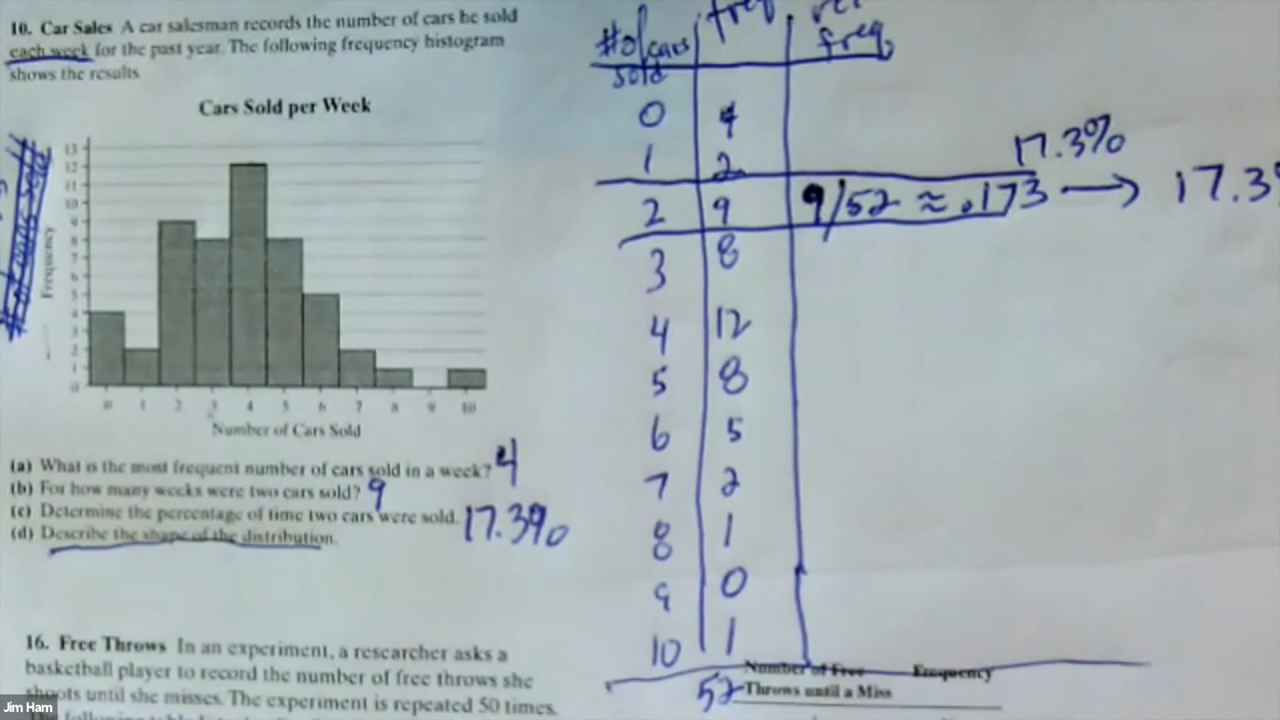 10. Car Sales A car salesman records the number of cars he sold
each week for the past year. The following frequency histogram
shows the results
Cars Sold per Week
13
12
11
10
9
8
7
6
5
4
3
2
1
0
Frequency
0 1 2 3 4 5 6 7 8 9 10
Number of Cars Sold
(a) What is the most frequent number of cars sold in a week? 4
(b) For how many weeks were two cars sold? 9
(c) Determine the percentage of time two cars were sold. 17.3%
(d) Describe the shape of the distribution.
16. Free Throws In an experiment, a researcher asks a
basketball player to record the number of free throws she
shoots until she misses. The experiment is repeated 50 times.
Jim Ham
# of cars sold
freq
rel freq
0 4
1 2
17.3%
2 9 9/52 ≈ .173 → 17.3%
3 8
4 12
5 8
6 5
7 2
8 1
9 0
10 1
52
Number of Free Frequency
Throws until a Miss